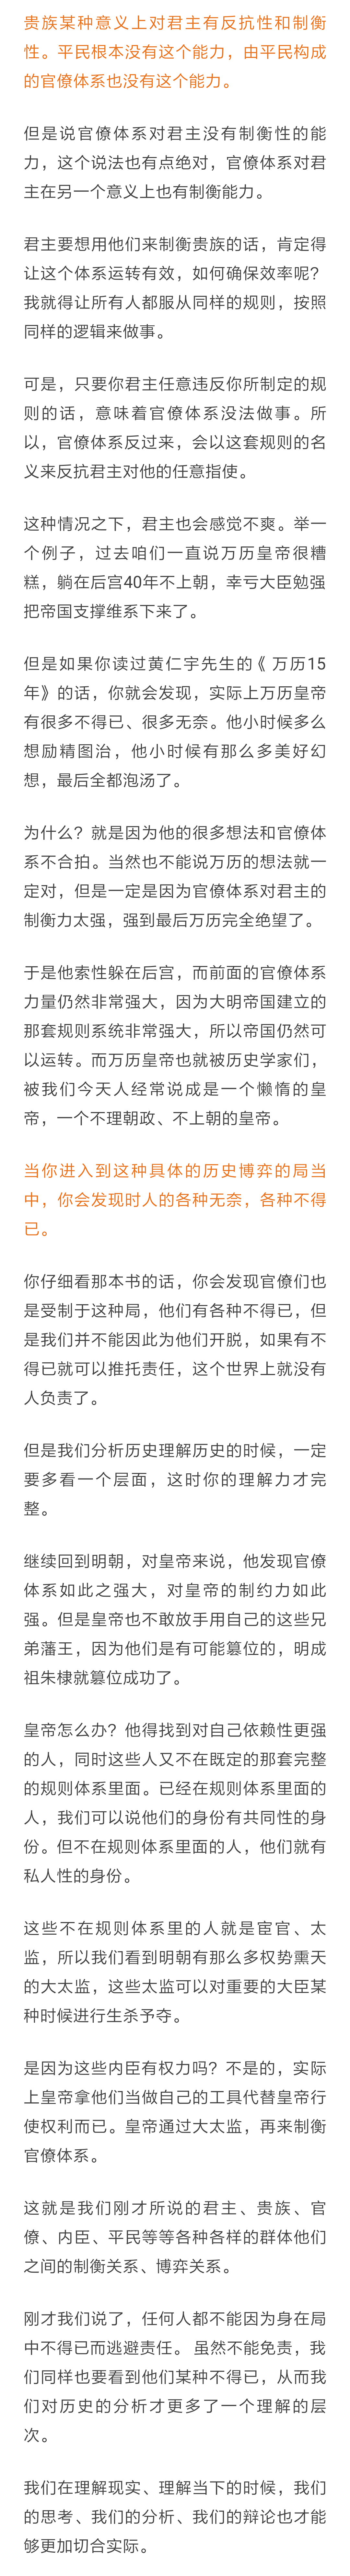 贵族某种意义上对君主有反抗性和制衡
性。平民根本没有这个能力，由平民构成
的官僚体系也没有这个能力。
但是说官僚体系对君主没有制衡性的能
力，这个说法也有点绝对，官僚体系对君
主在另一个意义上也有制衡能力。
君主要想用他们来制衡贵族的话，肯定得
让这个体系运转有效，如何确保效率呢？
我就得让所有人都服从同样的规则，按照
同样的逻辑来做事。
可是，只要你君主任意违反你所制定的规
则的话，意味着官僚体系没法做事。所
以，官僚体系反过来，会以这套规则的名
义来反抗君主对他的任意指使。
这种情况之下，君主也会感觉不爽。举一
个例子，过去咱们一直说万历皇帝很糟
糕，躺在后宫40年不上朝，幸亏大臣勉强
把帝国支撑维系下来了。
但是如果你读过黄仁宇先生的《万历15
年》的话，你就会发现，实际上万历皇帝
有很多不得已、很多无奈。他小时候多么
想励精图治，他小时候有那么多美好幻
想，最后全都泡汤了。
为什么？就是因为他的很多想法和官僚体
系不合拍。当然也不能说万历的想法就一
定对，但是一定是因为官僚体系对君主的
制衡力太强，强到最后万历完全绝望了。
于是他索性躲在后宫，而前面的官僚体系
力量仍然非常强大，因为大明帝国建立的
那套规则系统非常强大，所以帝国仍然可
以运转。而万历皇帝也就被历史学家们，
被我们今天人经常说成是一个懒惰的皇
帝，一个不理朝政、不上朝的皇帝。
当你进入到这种具体的历史博弈的局当
中，你会发现时人的各种无奈，各种不得
已。
你仔细看那本书的话，你会发现官僚们也
是受制于这种局，他们有各种不得已，但
是我们并不能因此为他们开脱，如果有不
得已就可以推托责任，这个世界上就没有
人负责了。
但是我们分析历史理解历史的时候，一定
要多看一个层面，这时你的理解力才完
整。
继续回到明朝，对皇帝来说，他发现官僚
体系如此之强大，对皇帝的制约力如此
强。但是皇帝也不敢放手用自己的这些兄
弟藩王，因为他们是有可能篡位的，明成
祖朱棣就篡位成功了。
皇帝怎么办？他得找到对自己依赖性更强
的人，同时这些人又不在既定的那套完整
的规则体系里面。已经在规则体系里面的
人，我们可以说他们的身份有共同性的身
份。但不在规则体系里面的人，他们就有
私人性的身份。
这些不在规则体系里的人就是宦官、太
监，所以我们看到明朝有那么多权势熏天
的大太监，这些太监可以对重要的大臣某
种时候进行生杀予夺。
是因为这些内臣有权力吗？不是的，实际
上皇帝拿他们当做自己的工具代替皇帝行
使权利而已。皇帝通过大太监，再来制衡
官僚体系。
这就是我们刚才所说的君主、贵族、官
僚、内臣、平民等等各种各样的群体他们
之间的制衡关系、博弈关系。
刚才我们说了，任何人都不能因为身在局
中不得已而逃避责任。 虽然不能免责，我
们同样也要看到他们某种不得已，从而我
们对历史的分析才更多了一个理解的层
次。
我们在理解现实、理解当下的时候，我们
的思考、我们的分析、我们的辩论也才能
够更加切合实际。